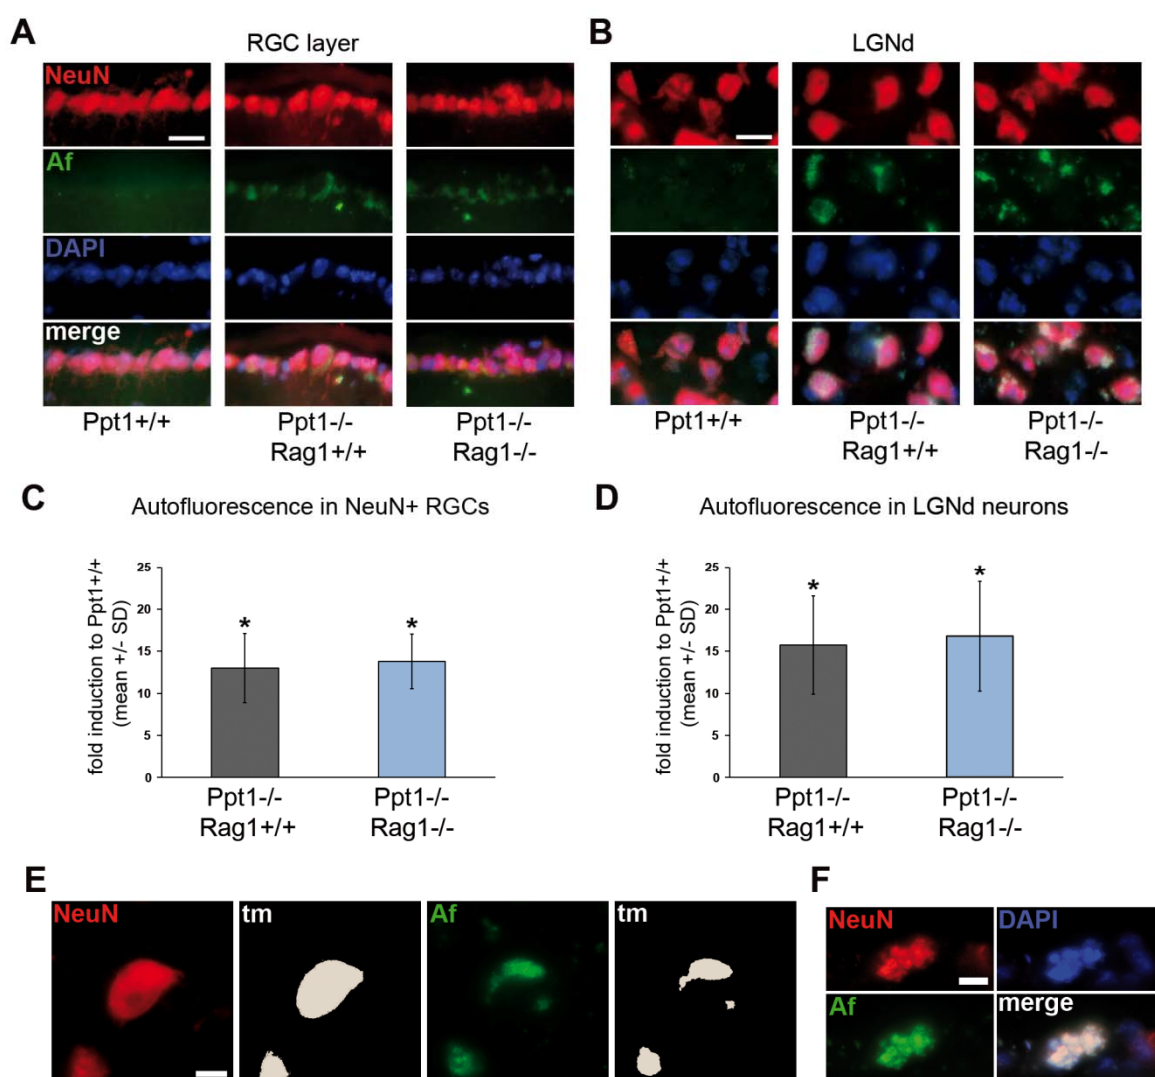 A
RGC layer
NeuN
Af
DAPI
merge
Ppt1+/+
Ppt1-/-
Rag1+/+
Ppt1-/-
Rag1-/-
B
LGNd
Ppt1+/+
Ppt1-/-
Rag1+/+
Ppt1-/-
Rag1-/-
C
Autofluorescence in NeuN+ RGCs
fold induction to Ppt1+/+
(mean +/- SD)
25
20
15
10
5
0
*
*
Ppt1-/-
Rag1+/+
Ppt1-/-
Rag1-/-
D
Autofluorescence in LGNd neurons
fold induction to Ppt1+/+
(mean +/- SD)
25
20
15
10
5
0
*
*
Ppt1-/-
Rag1+/+
Ppt1-/-
Rag1-/-
E
NeuN
tm
Af
tm
F
NeuN
DAPI
Af
merge